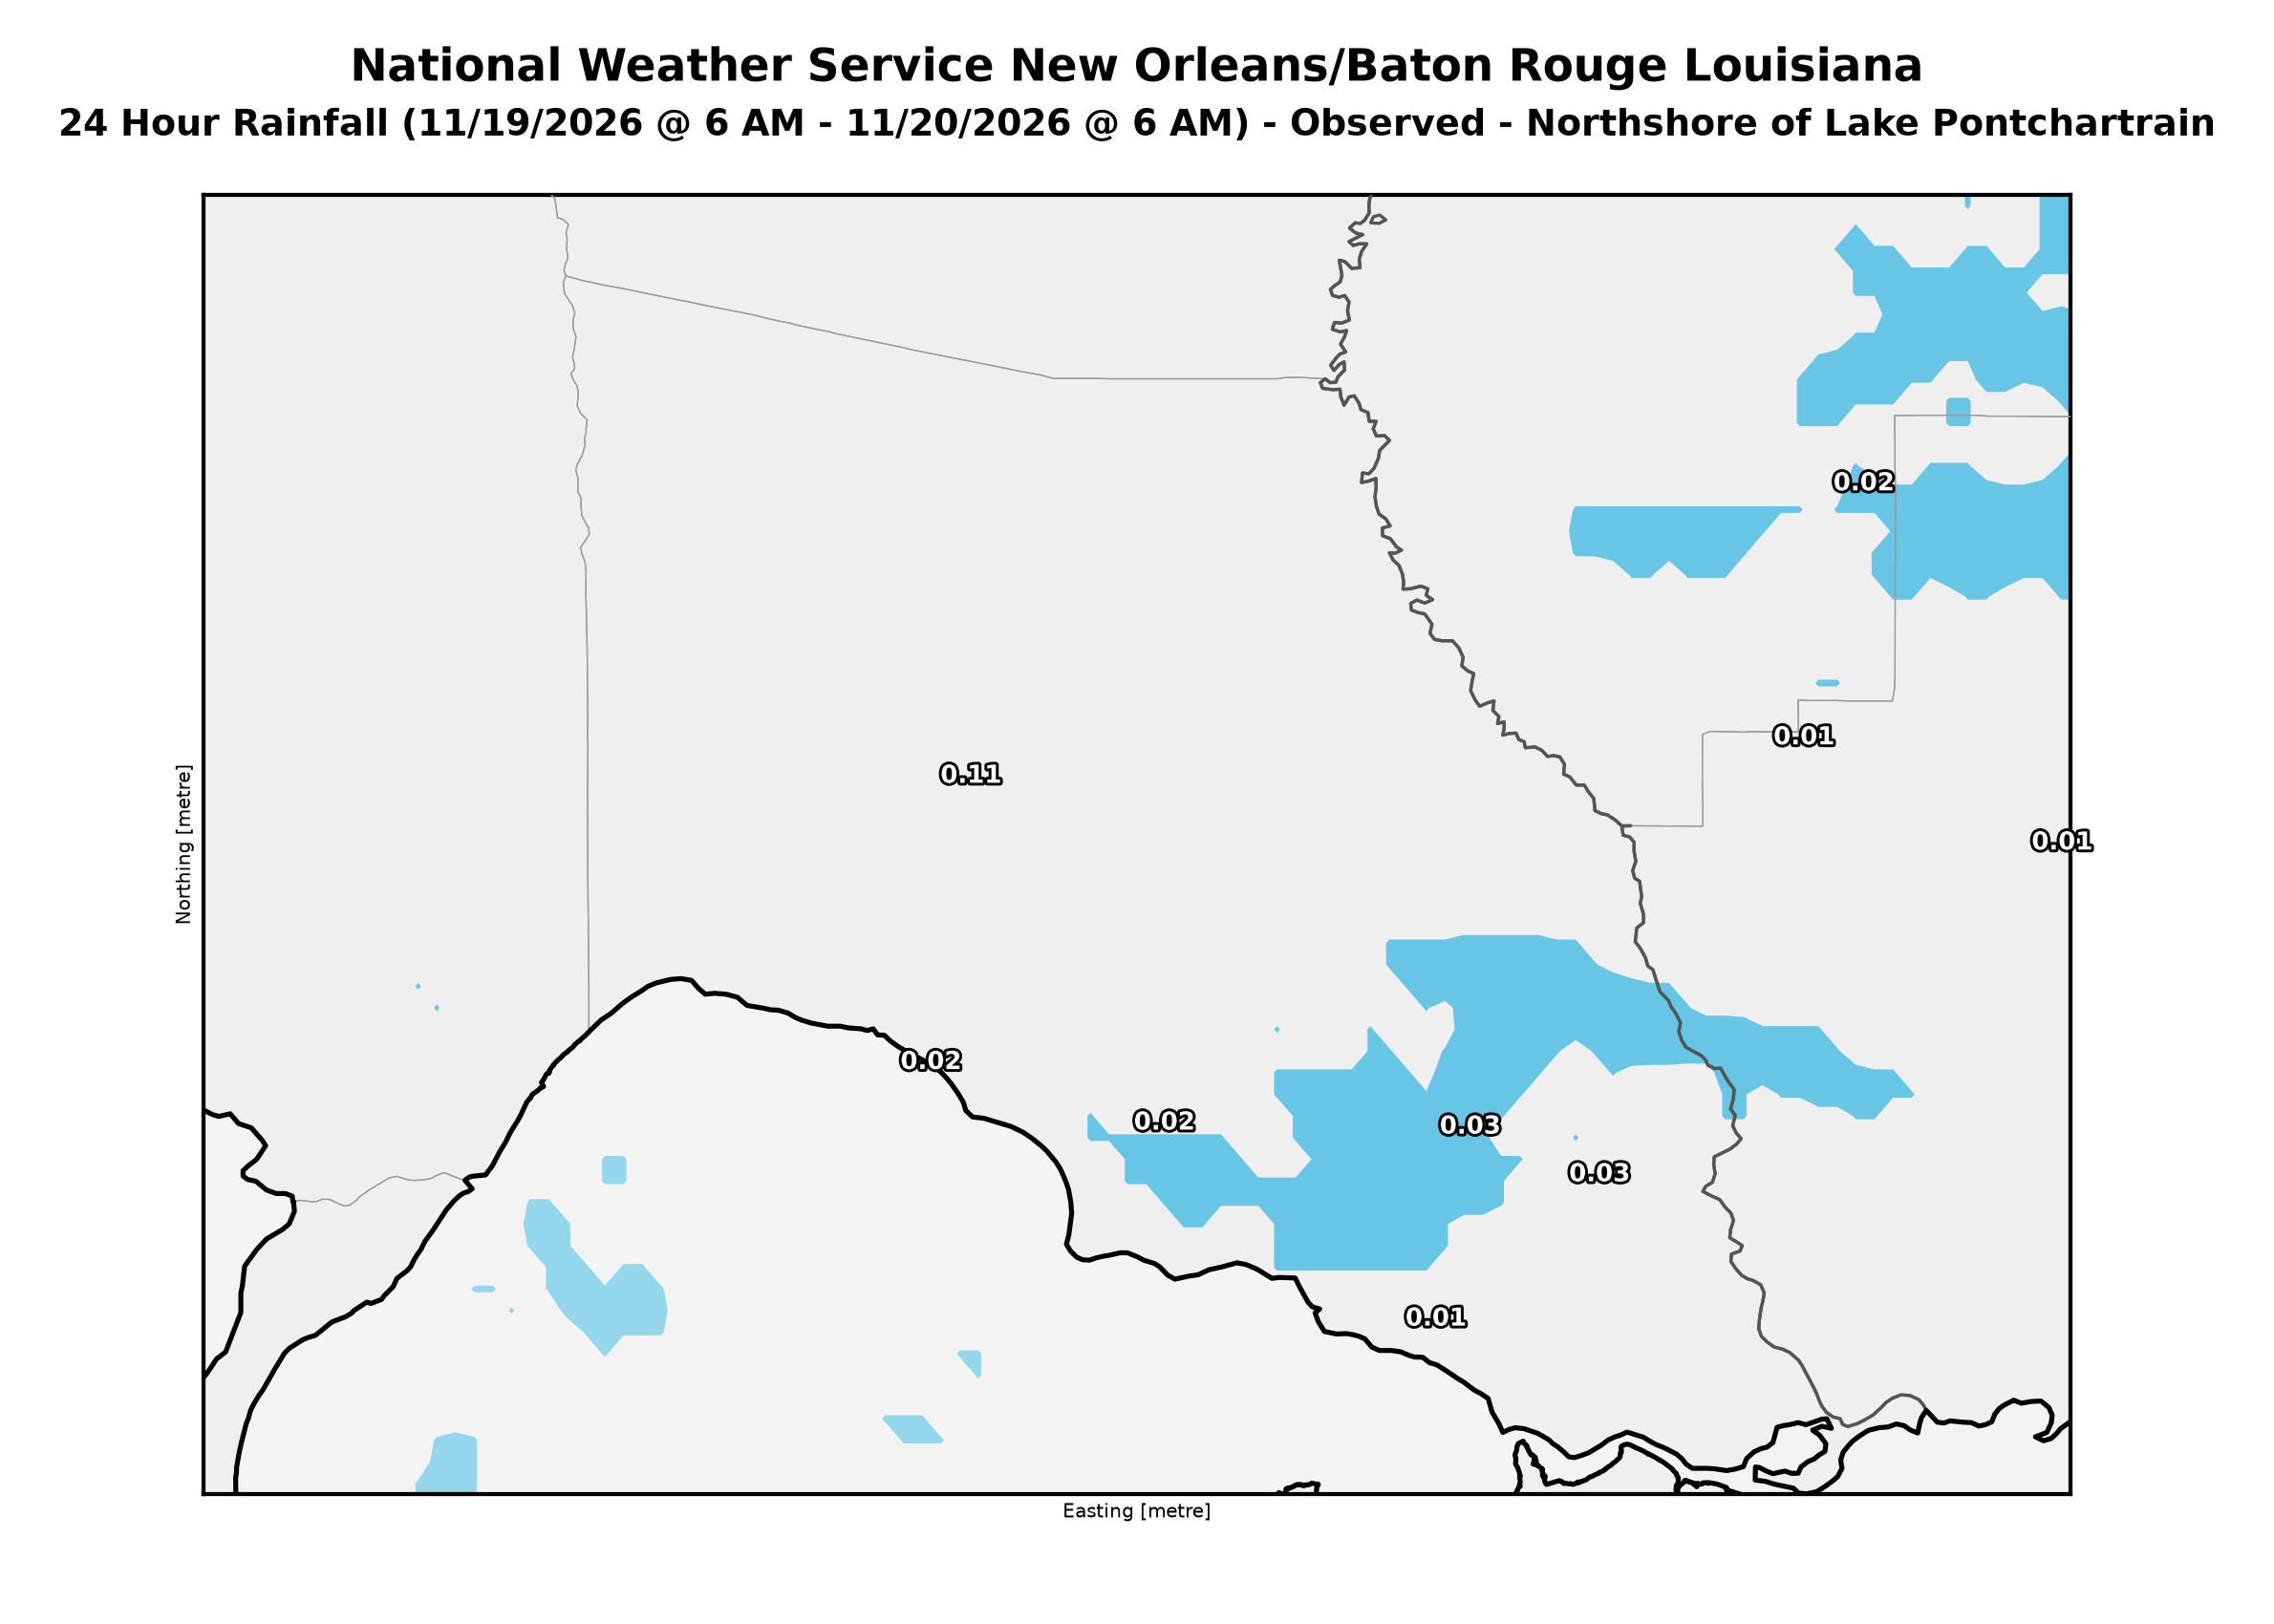 National Weather Service New Orleans/Baton Rouge Louisiana
24 Hour Rainfall (11/19/2026 @ 6 AM - 11/20/2026 @ 6 AM) - Observed - Northshore of Lake Pontchartrain
0.02
0.01
0.11
0.01
Northing [metre]
0.02
0.02
0.03
0.03
0.01
Easting [metre]